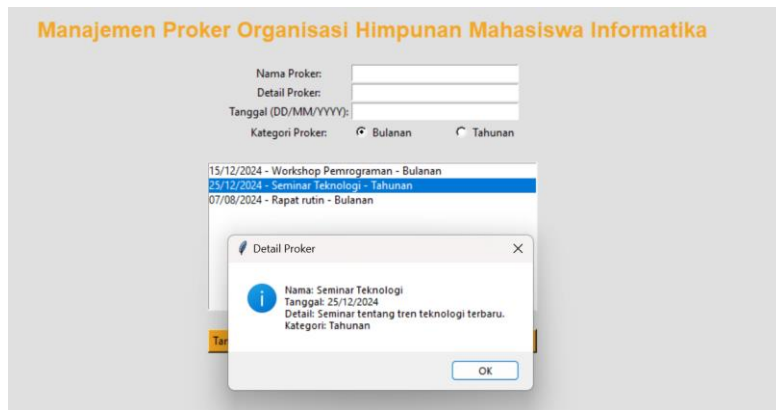 Manajemen Proker Organisasi Himpunan Mahasiswa Informatika
Nama Proker:
Detail Proker:
Tanggal (DD/MM/YYYY):
Kategori Proker: Bulanan Tahunan
15/12/2024 - Workshop Pemrograman - Bulanan
25/12/2024 - Seminar Teknologi - Tahunan
07/08/2024 - Rapat rutin - Bulanan
Detail Proker
Nama: Seminar Teknologi
Tanggal: 25/12/2024
Detail: Seminar tentang tren teknologi terbaru.
Kategori: Tahunan
OK